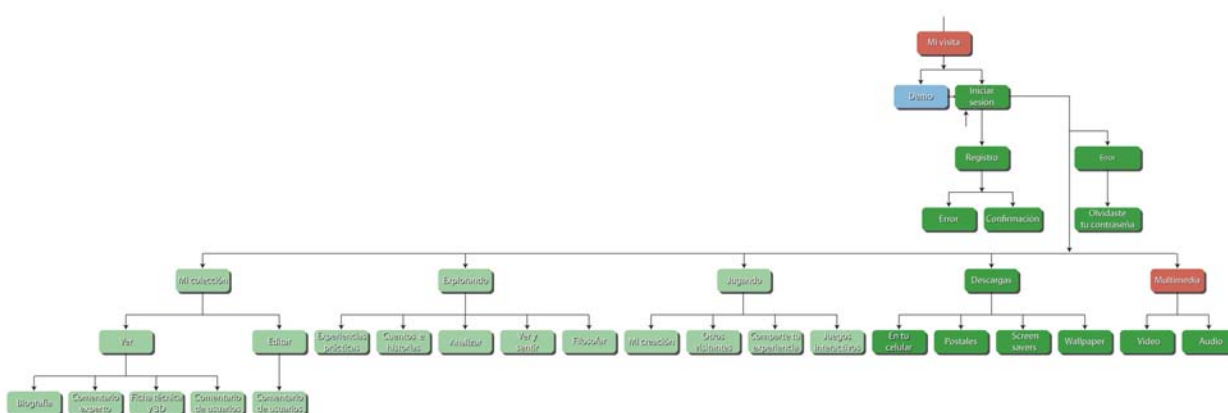 Mi visita
Demo
Iniciar
sesión
Registro
Error
Error
Confirmación
Olvidaste
tu contraseña
Mi colección
Explorando
Jugando
Descargas
Multimedia
Ver
Editar
Experiencias
prácticas
Cuentos e
historias
Analizar
Ver y
sentir
Filosofar
Mi creación
Otros
visitantes
Comparte tu
experiencia
Juegos
interactivos
En tu
celular
Postales
Screen
savers
Wallpaper
Video
Audio
Biografía
Comentario
experto
Ficha técnica
y 3D
Comentario
de usuarios
Comentario
de usuarios